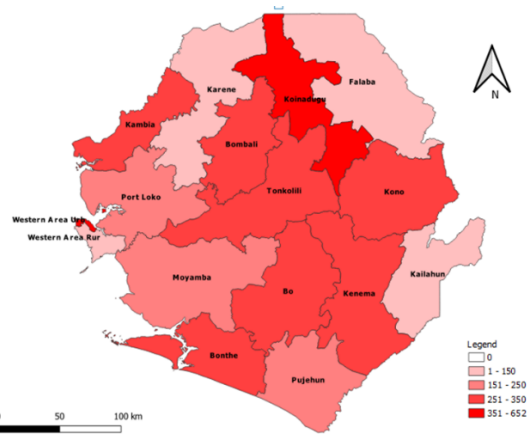 Karene
Falaba
Koinadugu
Kambia
Bombali
Tonkolili
Kono
Port Loko
Western Area Urb
Western Area Rur
Moyamba
Bo
Kenema
Kailahun
Bonthe
Pujehun
N
Legend
0
1 - 150
151 - 250
251 - 350
351 - 652
0 50 100 km